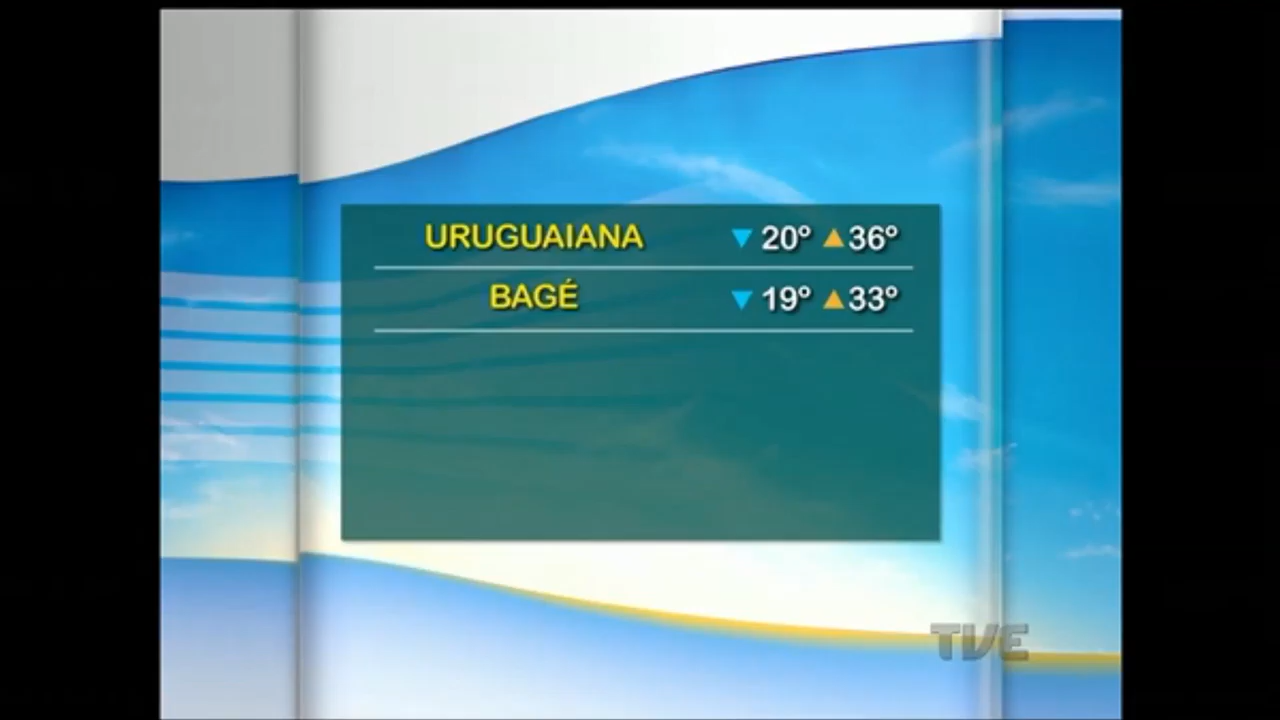 URUGUAIANA ▼ 20º ▲ 36º
BAGÉ ▼ 19º ▲ 33º
TVE